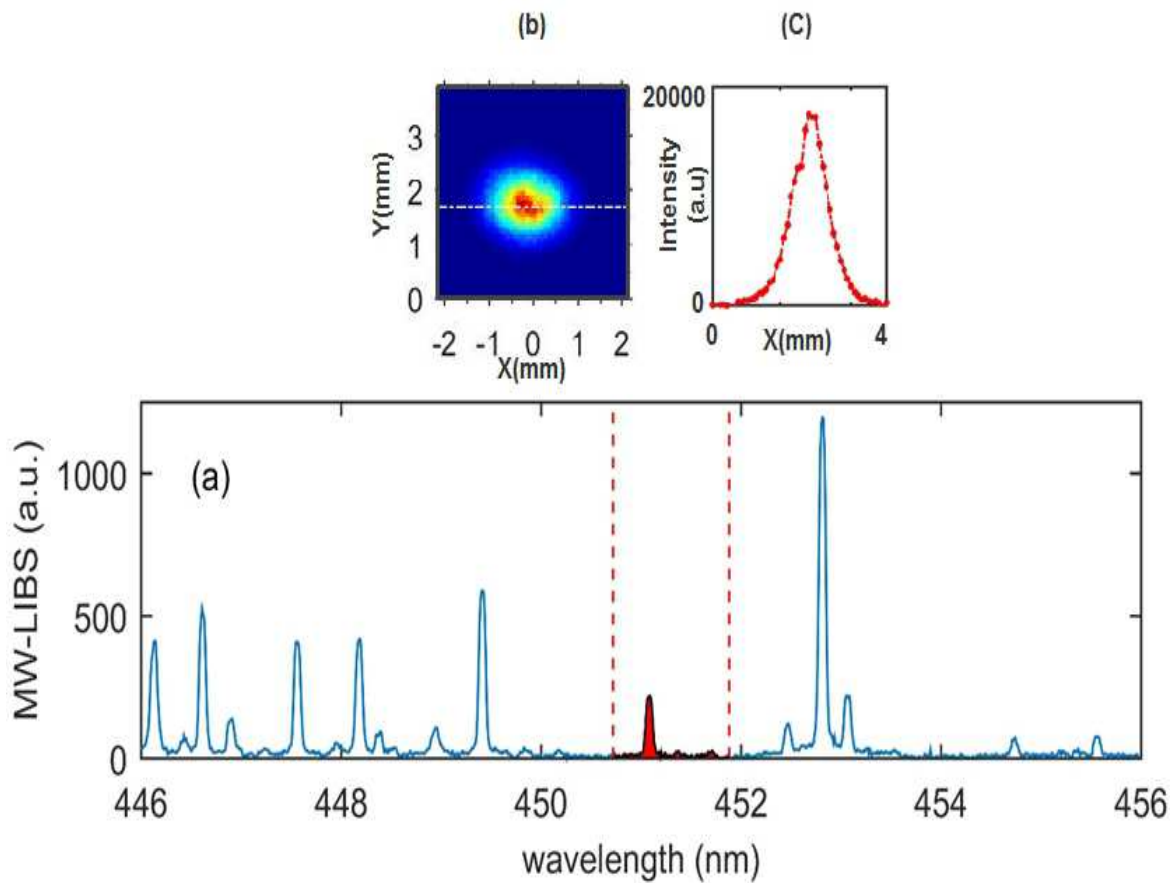 (b)
(C)
Y(mm)
3
2
1
0
-2 -1 0 1 2
X(mm)
Intensity
(a.u)
20000
0
0 4
X(mm)
MW-LIBS (a.u.)
1000
500
0
(a)
446 448 450 452 454 456
wavelength (nm)